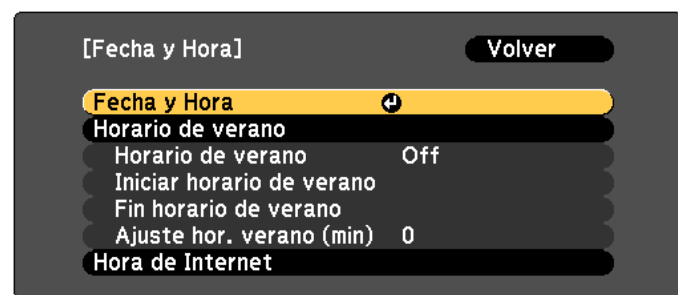 [Fecha y Hora] Volver
Fecha y Hora
Horario de verano
Horario de verano Off
Iniciar horario de verano
Fin horario de verano
Ajuste hor. verano (min) 0
Hora de Internet